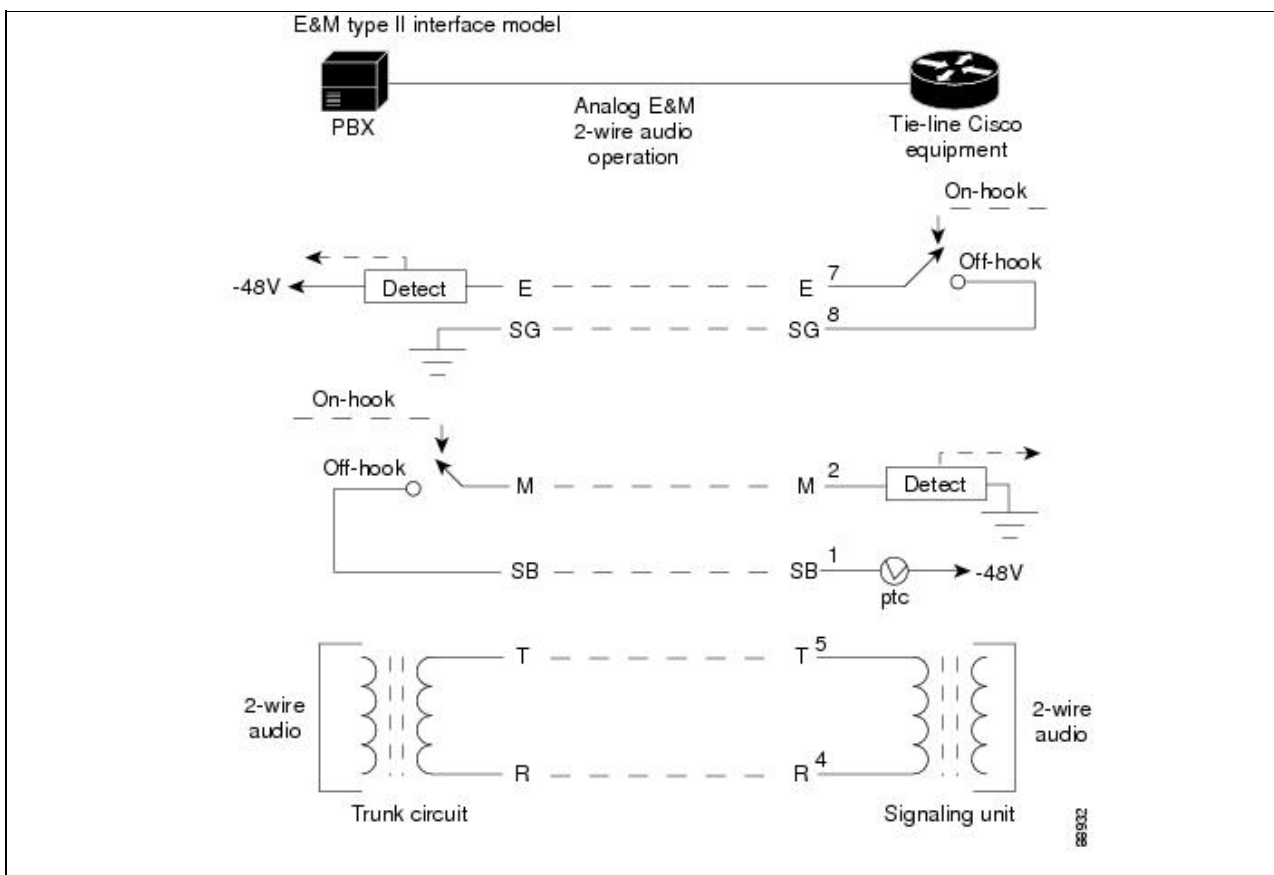 E&M type II interface model
PBX
Analog E&M
2-wire audio
operation
Tie-line Cisco
equipment
On-hook
Off-hook
-48V
Detect
E
E
7
SG
SG
8
On-hook
Off-hook
M
M
2
Detect
SB
SB
1
ptc
-48V
T
T
5
2-wire
audio
2-wire
audio
R
R
4
Trunk circuit
Signaling unit
88932